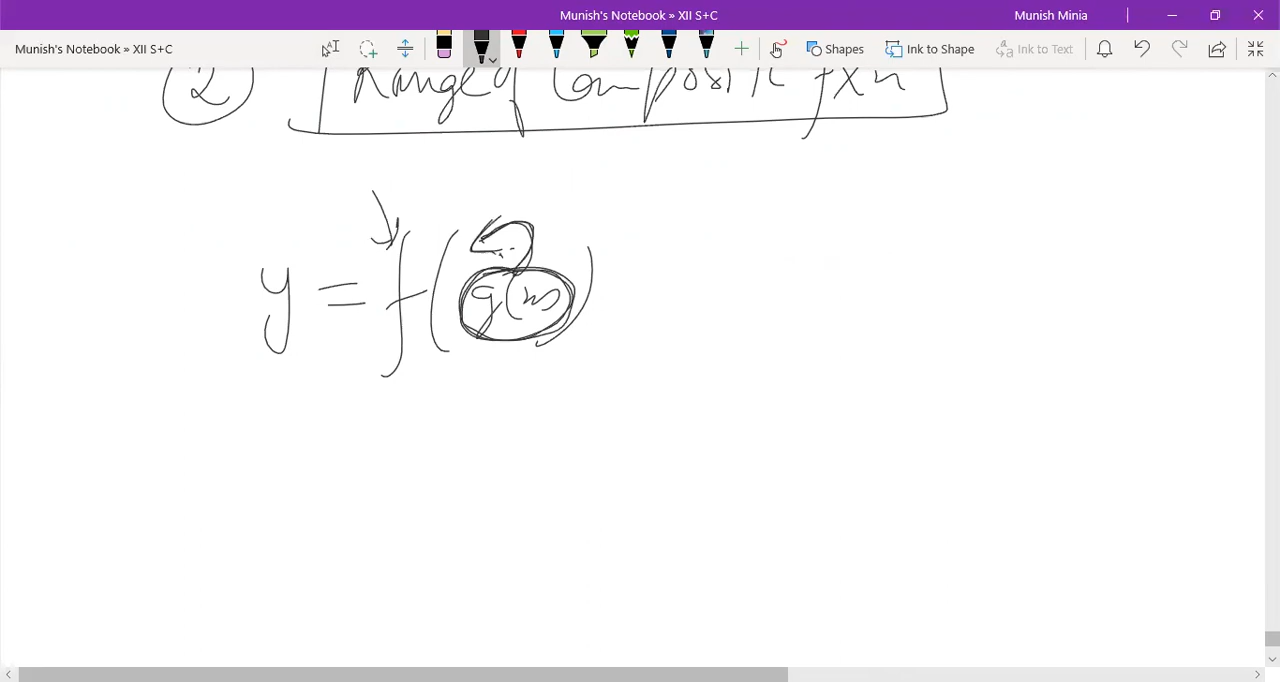 Munish's Notebook » XII S+C
Munish Minia
Munish's Notebook » XII S+C
Shapes
Ink to Shape
Ink to Text
2 Range of Composite fxn
y = f(g(x))